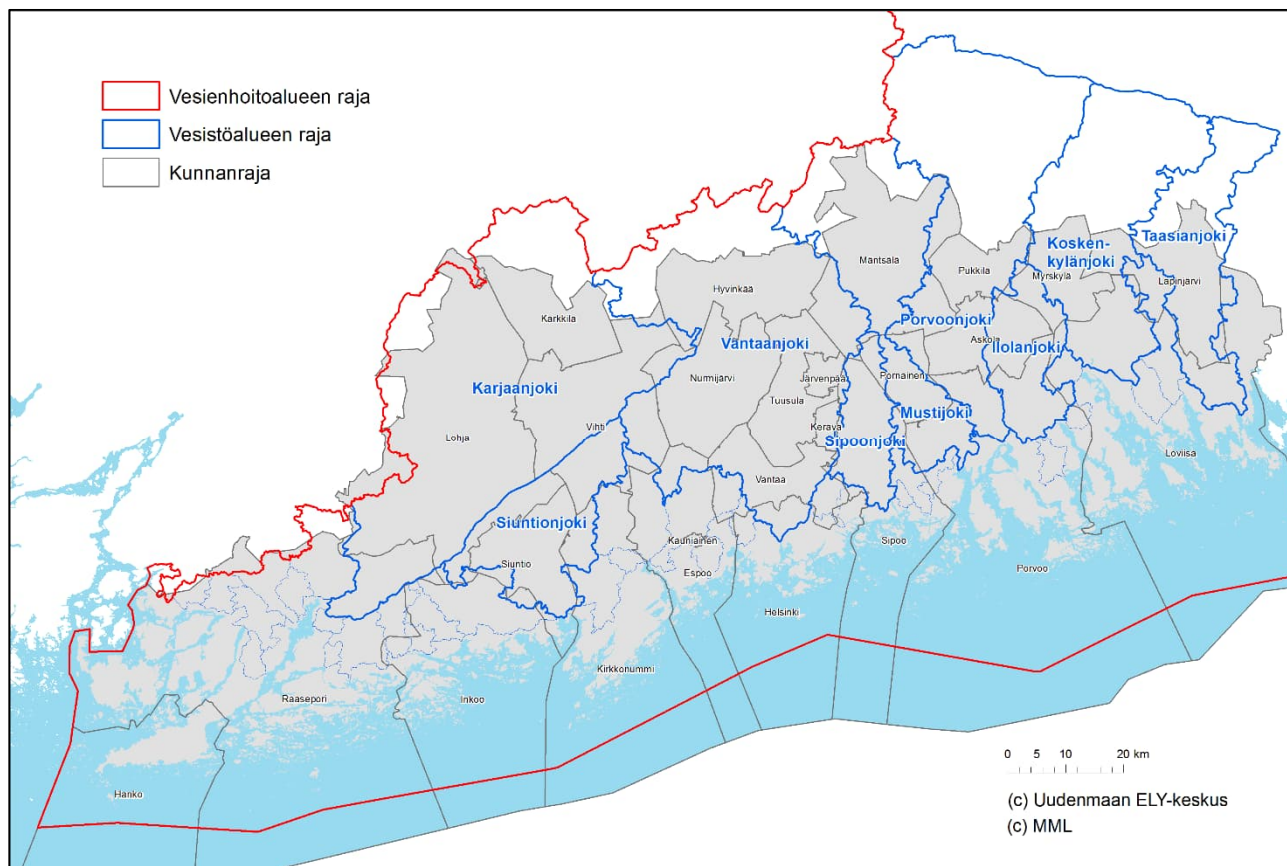 Vesienhoitoalueen raja
Vesistöalueen raja
Kunnanraja
Kosken-
kylänjoki
Taasianjoki
Mäntsälä
Pukkila
Myrskylä
Lapinjärvi
Hyvinkää
Karkkila
Porvoonjoki
Askola
Ilolanjoki
Vantaanjoki
Karjaanjoki
Nurmijärvi
Järvenpää
Pornainen
Tuusula
Mustijoki
Kerava
Lohja
Vihti
Sipoonjoki
Loviisa
Vantaa
Siuntionjoki
Kauniainen
Sipoo
Siuntio
Espoo
Porvoo
Helsinki
Kirkkonummi
Raasepori
Inkoo
Hanko
0 5 10 20 km
(c) Uudenmaan ELY-keskus
(c) MML